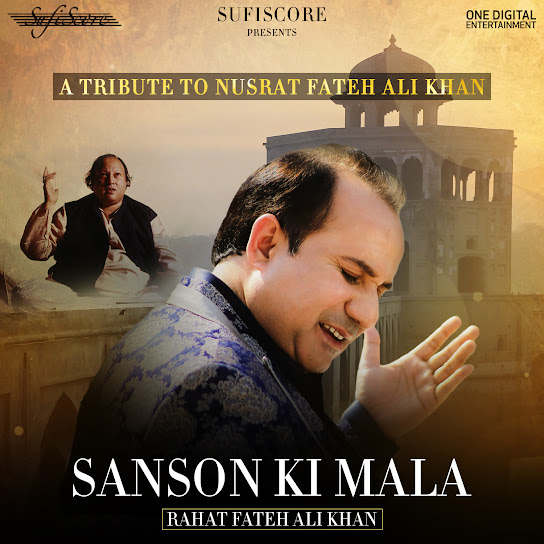 SufiScore
SUFISCORE
PRESENTS
ONE DIGITAL
ENTERTAINMENT
A TRIBUTE TO NUSRAT FATEH ALI KHAN
SANSON KI MALA
RAHAT FATEH ALI KHAN